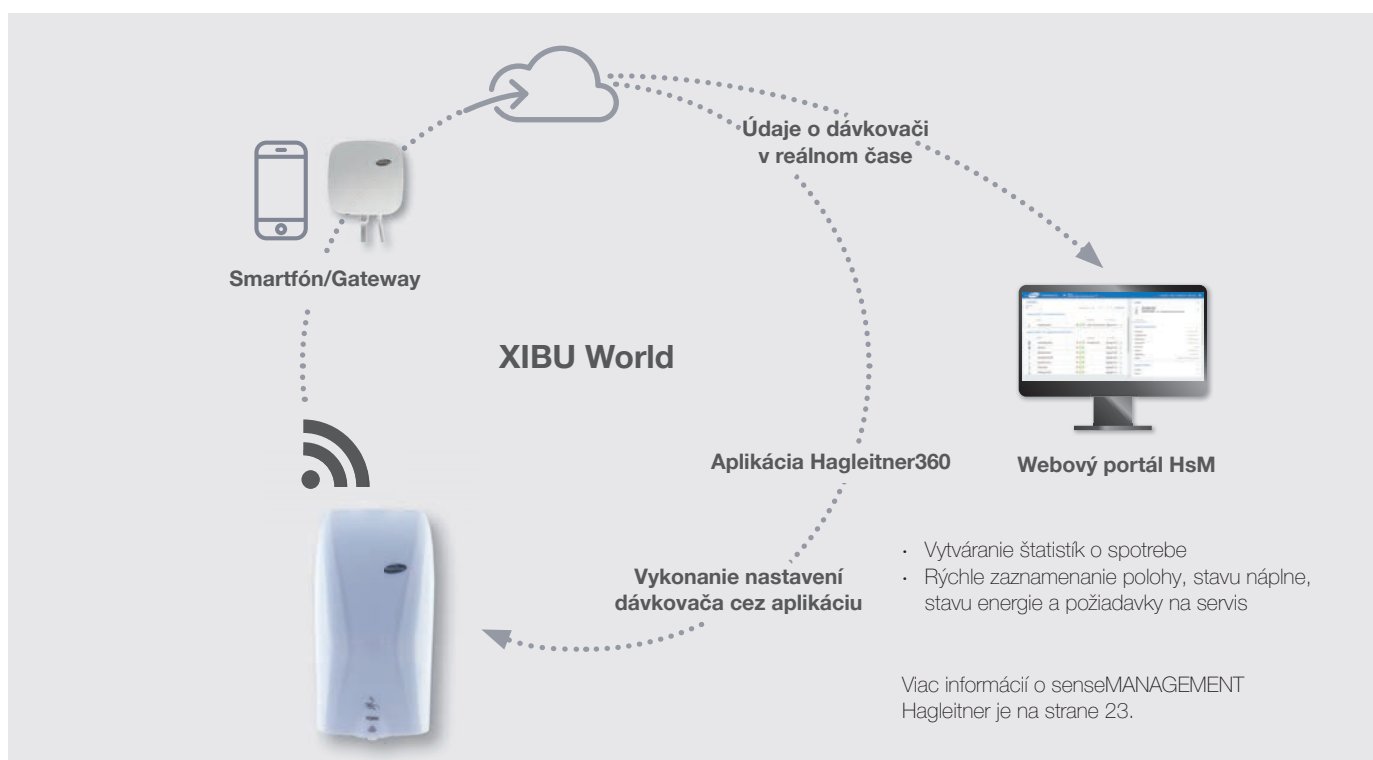 Údaje o dávkovači
v reálnom čase
Smartfón/Gateway
XIBU World
Aplikácia Hagleitner360
Webový portál HsM
Vykonanie nastavení
dávkovača cez aplikáciu
· Vytváranie štatistík o spotrebe
· Rýchle zaznamenanie polohy, stavu náplne,
stavu energie a požiadavky na servis
Viac informácií o senseMANAGEMENT
Hagleitner je na strane 23.